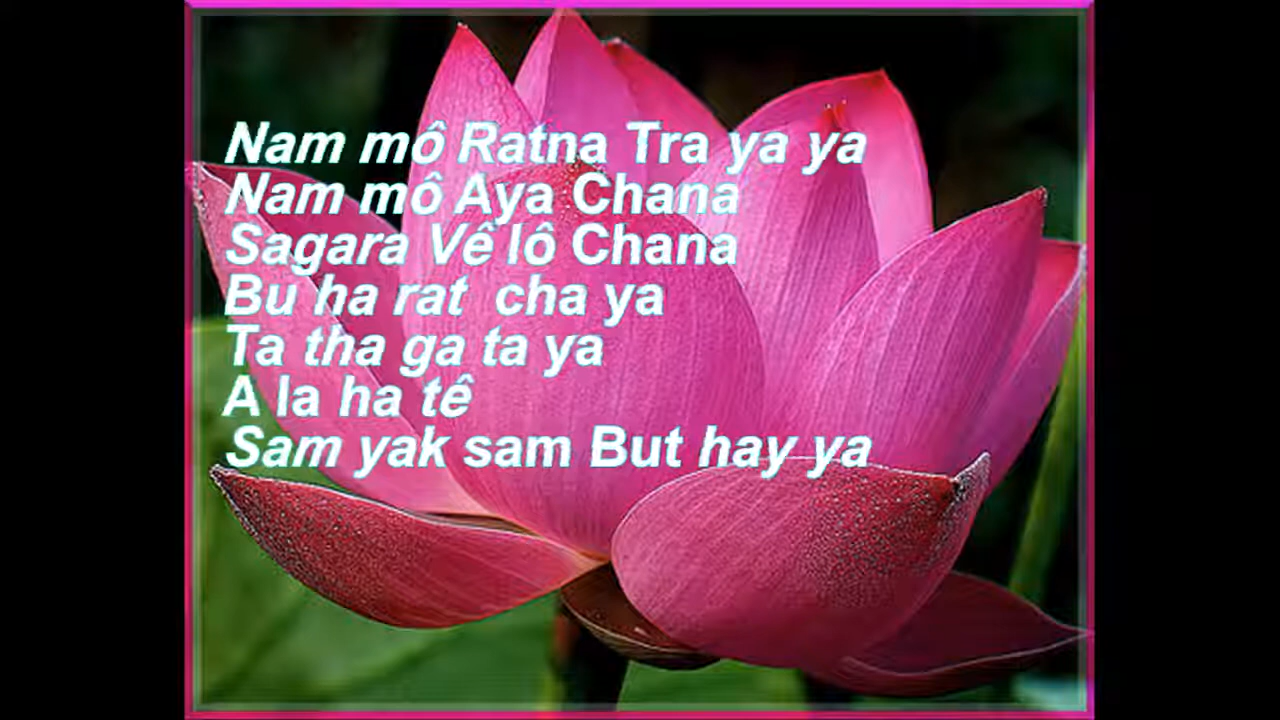 Nam mô Ratna Tra ya ya
Nam mô Aya Chana
Sagara Vê lô Chana
Bu ha rat cha ya
Ta tha ga ta ya
A la ha tê
Sam yak sam But hay ya